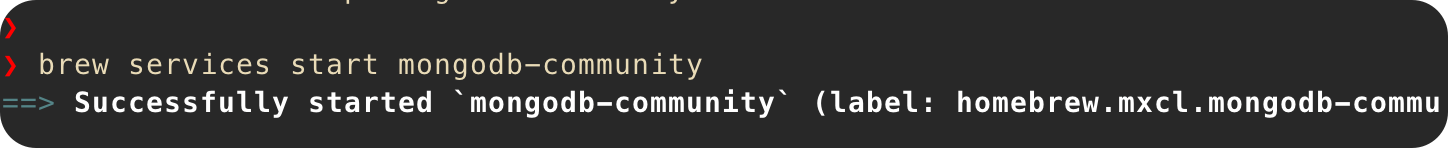 ❯
❯ brew services start mongodb-community
==> Successfully started `mongodb-community` (label: homebrew.mxcl.mongodb-commu